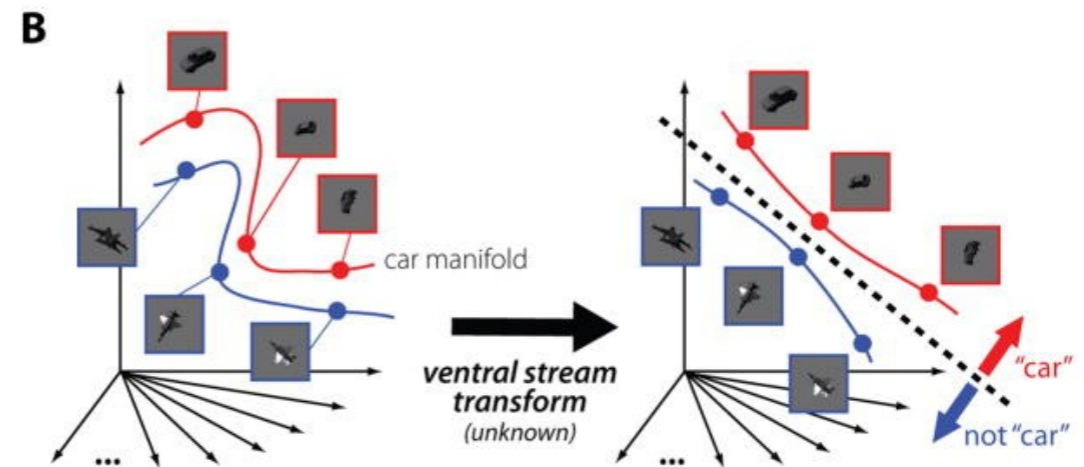 B
car manifold
ventral stream
transform
(unknown)
...
...
"car"
not "car"